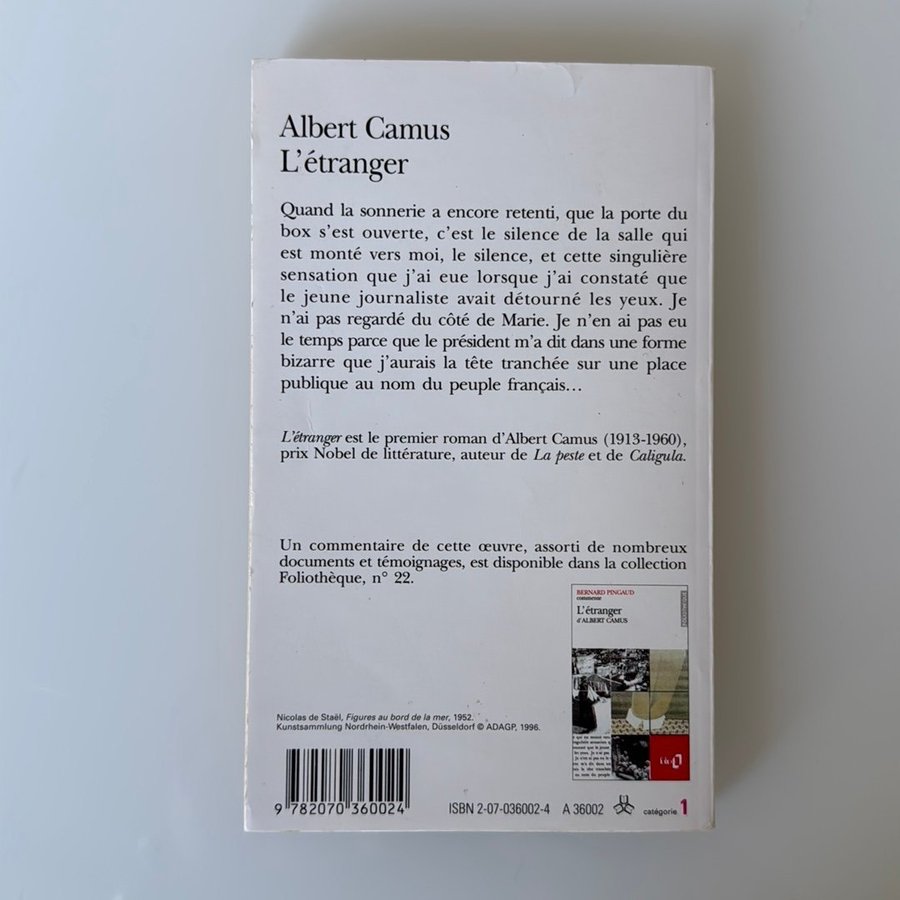 Albert Camus
L'étranger
Quand la sonnerie a encore retenti, que la porte du
box s'est ouverte, c'est le silence de la salle qui
est monté vers moi, le silence, et cette singulière
sensation que j'ai eue lorsque j'ai constaté que
le jeune journaliste avait détourné les yeux. Je
n'ai pas regardé du côté de Marie. Je n'en ai pas eu
le temps parce que le président m'a dit dans une forme
bizarre que j'aurais la tête tranchée sur une place
publique au nom du peuple français…
L'étranger est le premier roman d'Albert Camus (1913-1960),
prix Nobel de littérature, auteur de La peste et de Caligula.
Un commentaire de cette œuvre, assorti de nombreux
documents et témoignages, est disponible dans la collection
Foliothèque, n° 22.
BERNARD PINGAUD
commente
L'étranger
d'ALBERT CAMUS
Nicolas de Staël, Figures au bord de la mer, 1952.
Kunstsammlung Nordrhein-Westfalen, Düsseldorf © ADAGP, 1996.
9 782070 360024
ISBN 2-07-036002-4 A 36002 catégorie 1